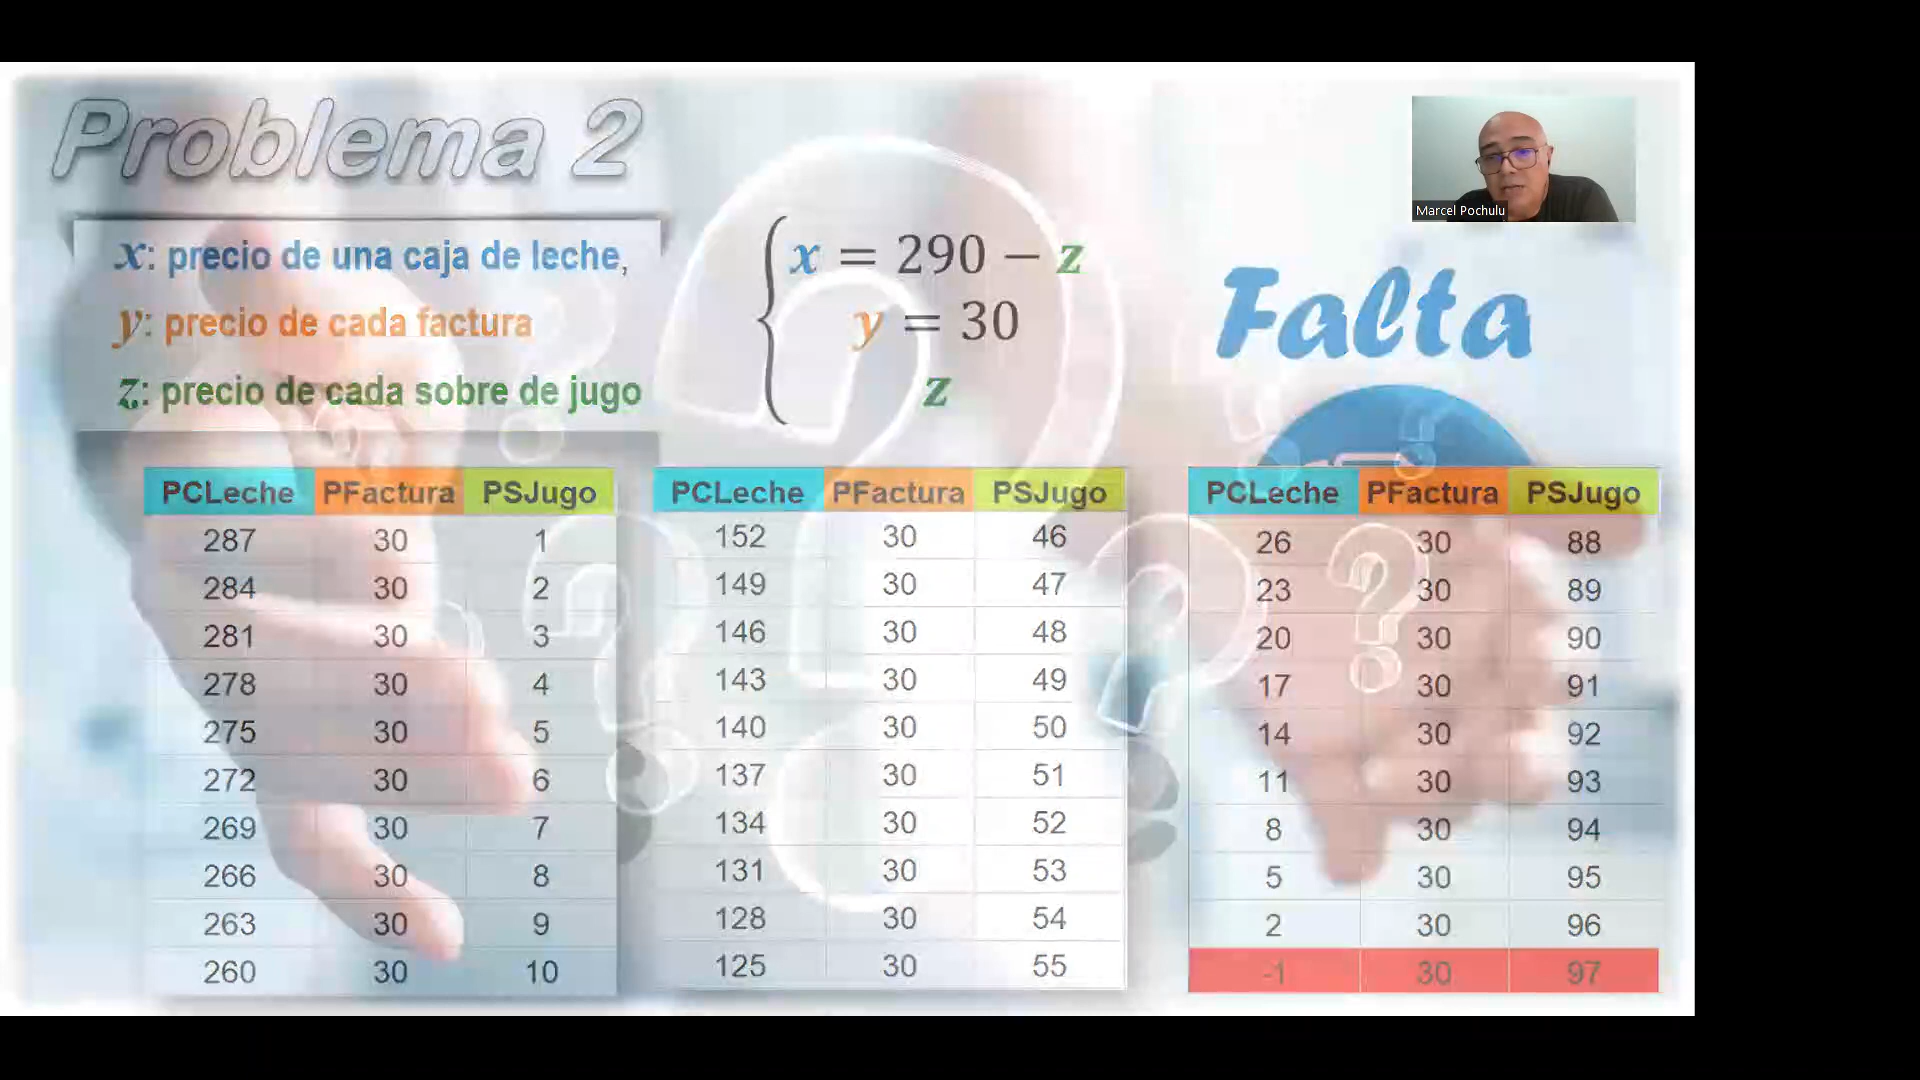 Problema 2
Marcel Pochulu
x: precio de una caja de leche,
y: precio de cada factura
z: precio de cada sobre de jugo
x = 290 − z
y = 30
z
Falta
PCLeche PFactura PSJugo
287 30 1
284 30 2
281 30 3
278 30 4
275 30 5
272 30 6
269 30 7
266 30 8
263 30 9
260 30 10
PCLeche PFactura PSJugo
152 30 46
149 30 47
146 30 48
143 30 49
140 30 50
137 30 51
134 30 52
131 30 53
128 30 54
125 30 55
PCLeche PFactura PSJugo
26 30 88
23 30 89
20 30 90
17 30 91
14 30 92
11 30 93
8 30 94
5 30 95
2 30 96
-1 30 97